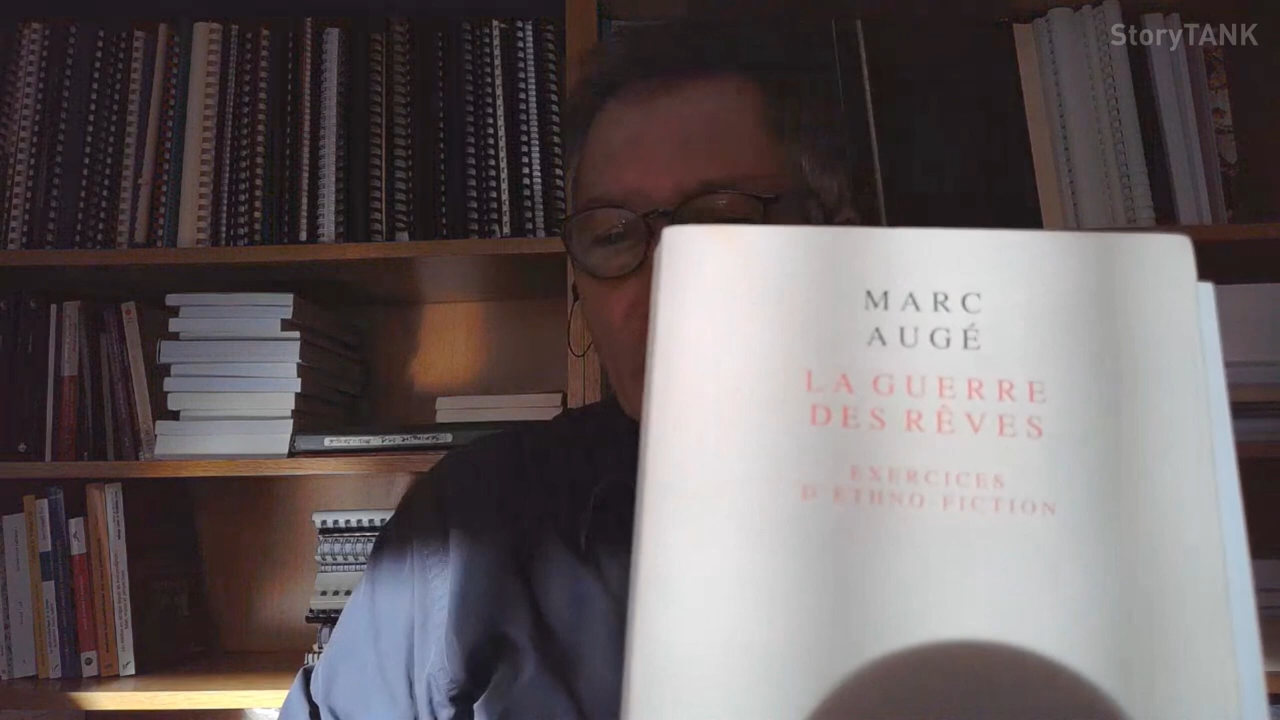 StoryTANK
MARC
AUGÉ
LA GUERRE
DES RÊVES
EXERCICES
D'ETHNO-FICTION